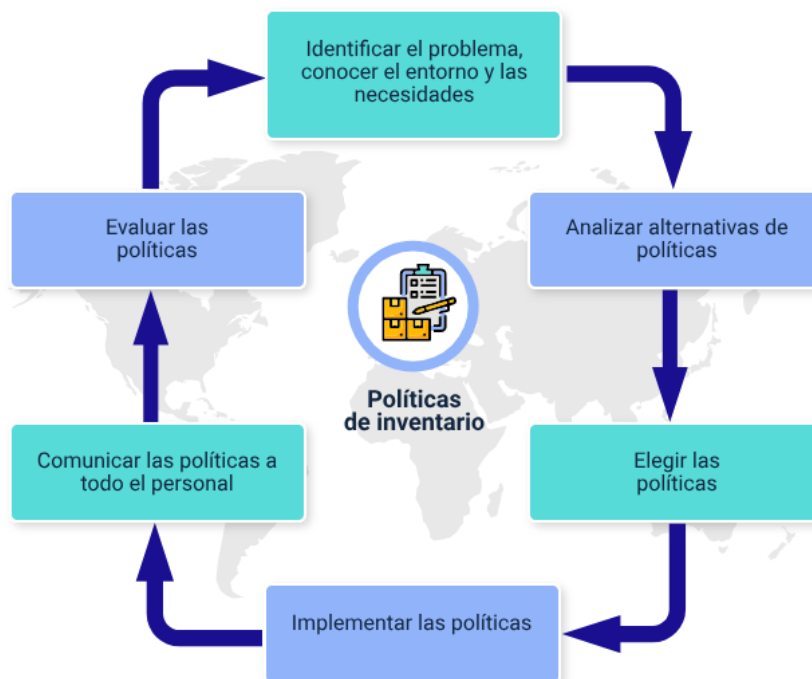 Identificar el problema,
conocer el entorno y las
necesidades
Analizar alternativas de
políticas
Elegir las
políticas
Implementar las políticas
Comunicar las políticas a
todo el personal
Evaluar las
políticas
Políticas
de inventario